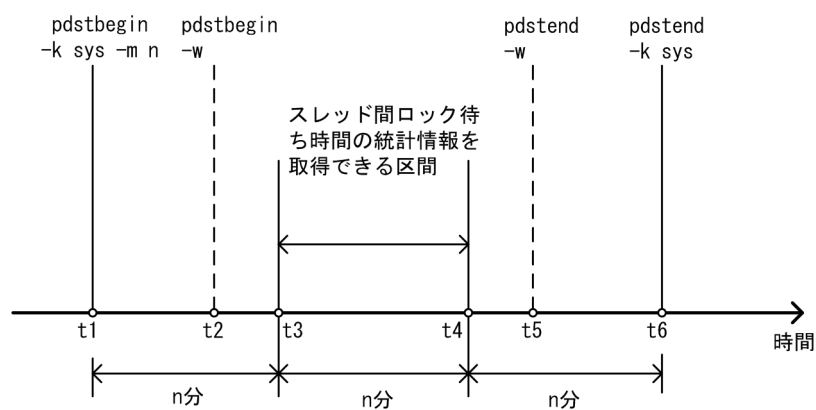 pdstbegin
-k sys -m n
pdstbegin
-w
pdstend
-w
pdstend
-k sys
スレッド間ロック待
ち時間の統計情報を
取得できる区間
t1
t2
t3
t4
t5
t6
時間
n分
n分
n分